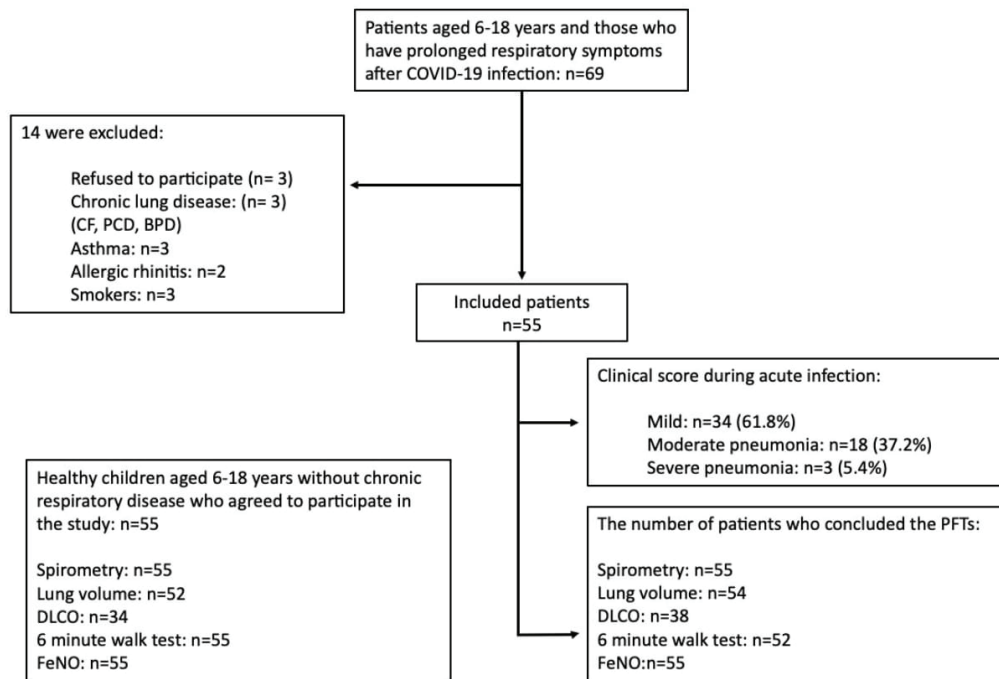 Patients aged 6-18 years and those who
have prolonged respiratory symptoms
after COVID-19 infection: n=69
14 were excluded:
Refused to participate (n= 3)
Chronic lung disease: (n= 3)
(CF, PCD, BPD)
Asthma: n=3
Allergic rhinitis: n=2
Smokers: n=3
Included patients
n=55
Clinical score during acute infection:
Mild: n=34 (61.8%)
Moderate pneumonia: n=18 (37.2%)
Severe pneumonia: n=3 (5.4%)
Healthy children aged 6-18 years without chronic
respiratory disease who agreed to participate in
the study: n=55
Spirometry: n=55
Lung volume: n=52
DLCO: n=34
6 minute walk test: n=55
FeNO: n=55
The number of patients who concluded the PFTs:
Spirometry: n=55
Lung volume: n=54
DLCO: n=38
6 minute walk test: n=52
FeNO:n=55